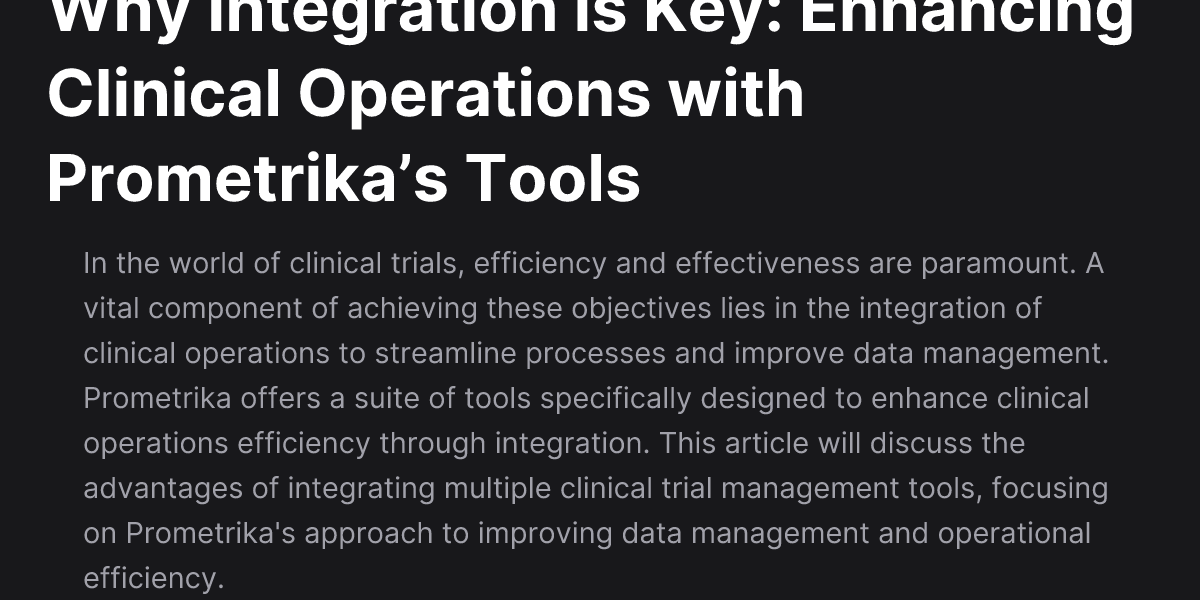 Why Integration Is Key: Enhancing
Clinical Operations with
Prometrika’s Tools
In the world of clinical trials, efficiency and effectiveness are paramount. A
vital component of achieving these objectives lies in the integration of
clinical operations to streamline processes and improve data management.
Prometrika offers a suite of tools specifically designed to enhance clinical
operations efficiency through integration. This article will discuss the
advantages of integrating multiple clinical trial management tools, focusing
on Prometrika's approach to improving data management and operational
efficiency.